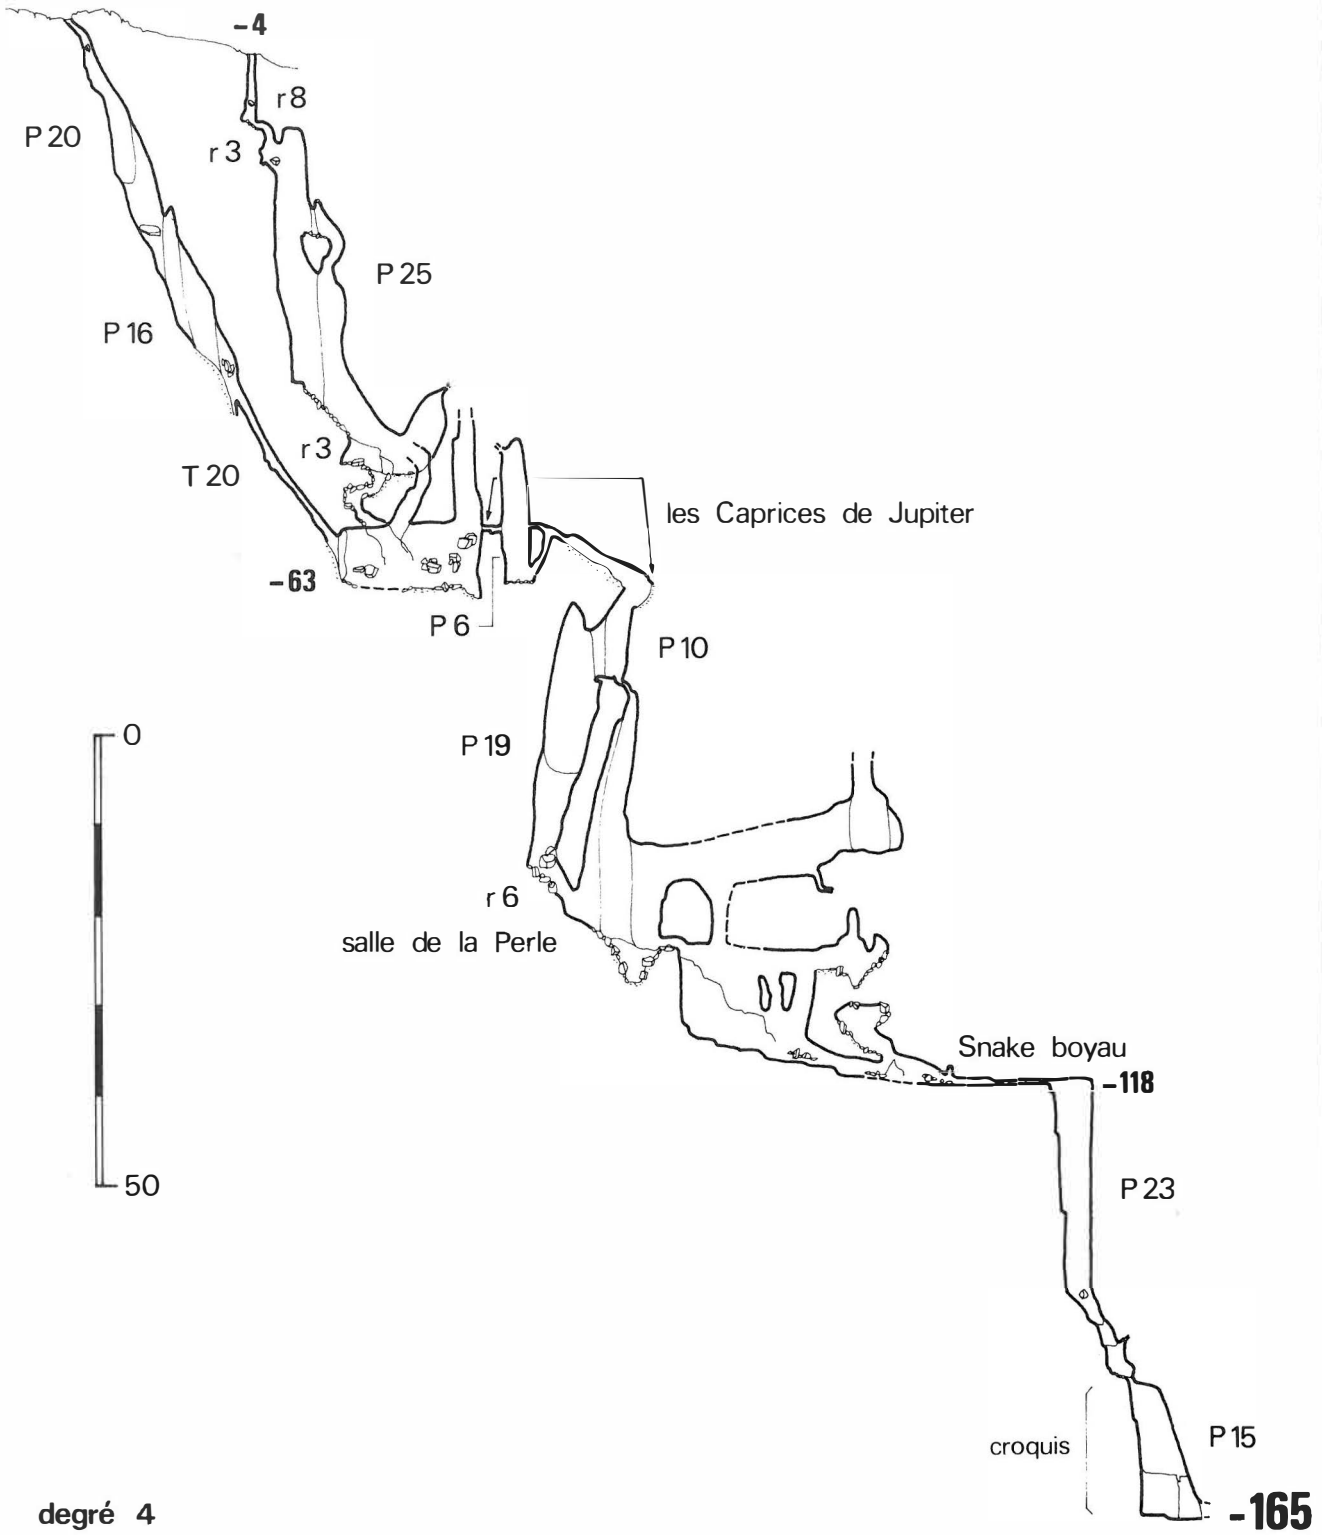 -4
r8
P20
r3
P25
P16
r3
T20
les Caprices de Jupiter
-63
P6
P10
0
P19
r6
salle de la Perle
Snake boyau
-118
50
P23
P15
croquis
degré 4
-165